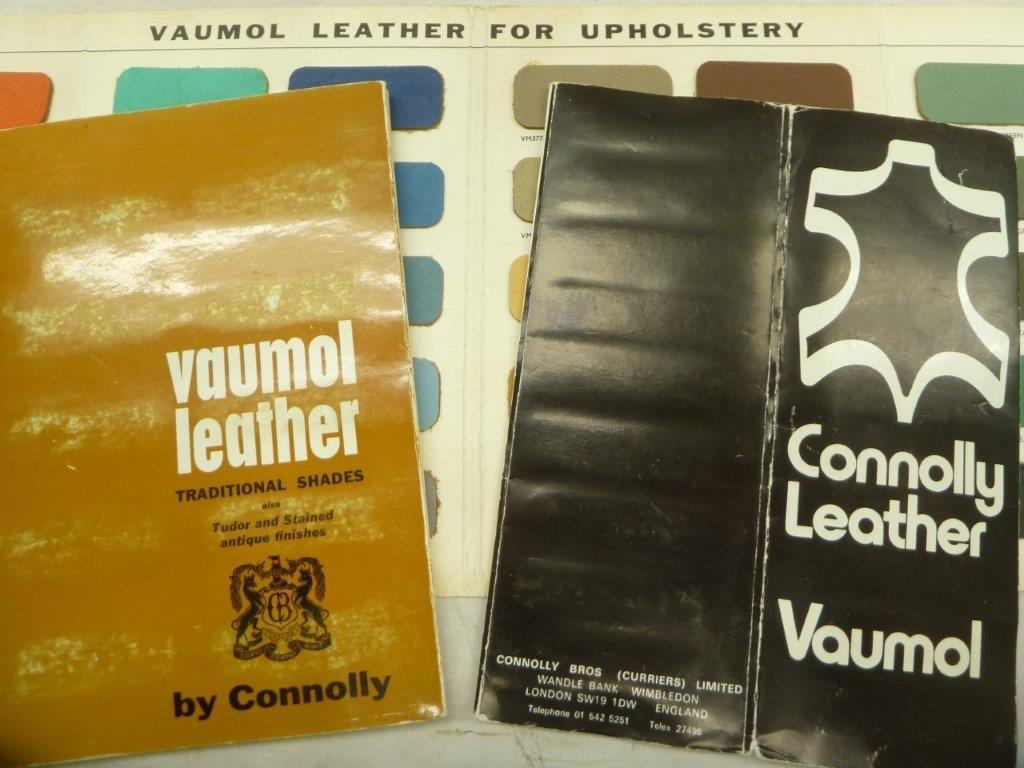 VAUMOL LEATHER FOR UPHOLSTERY
VM377
vaumol
leather
TRADITIONAL SHADES
also
Tudor and Stained
antique finishes
by Connolly
CONNOLLY BROS (CURRIERS) LIMITED
WANDLE BANK WIMBLEDON
LONDON SW19 1DW ENGLAND
Telephone 01 542 5251 Telex 27495
Connolly
Leather
Vaumol